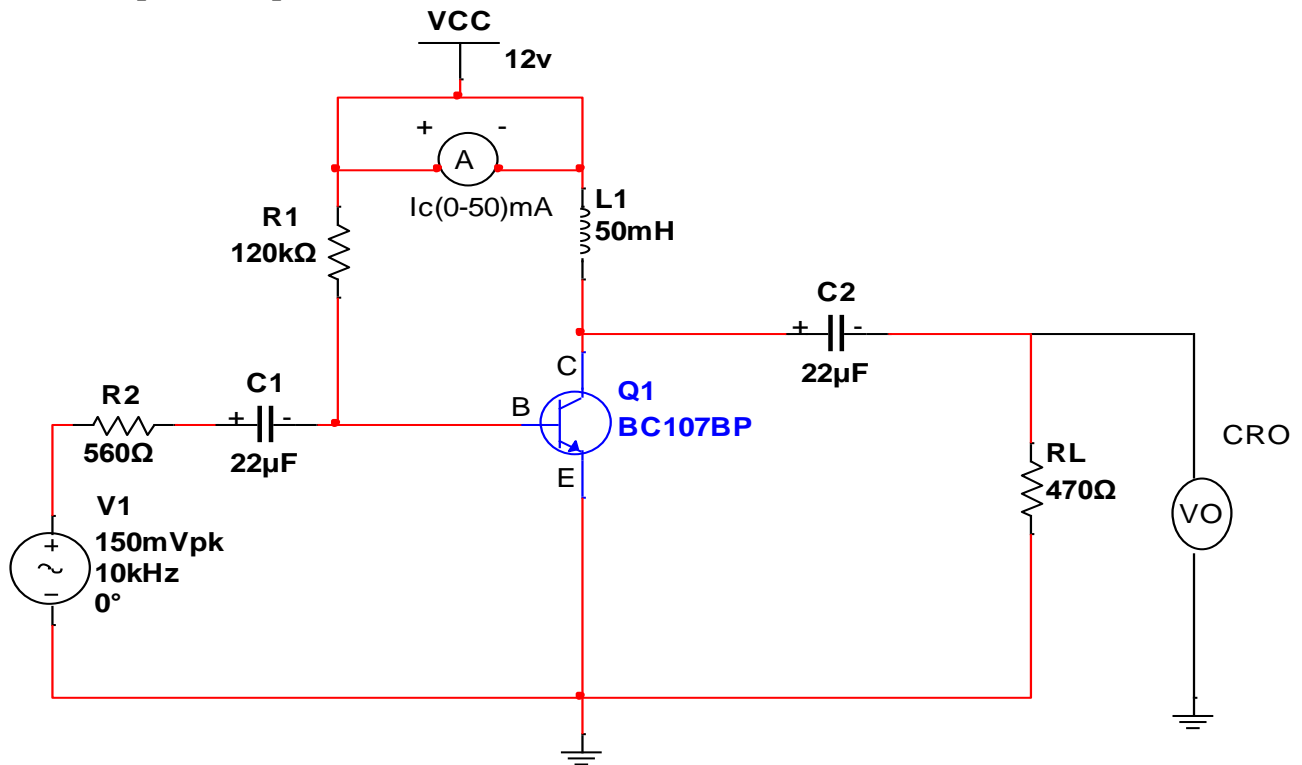 VCC
12v
+ -
A
Ic(0-50)mA
R1
120kΩ
L1
50mH
C2
+ -
22µF
R2
560Ω
C1
+ -
22µF
C
B
E
Q1
BC107BP
RL
470Ω
CRO
VO
V1
150mVpk
10kHz
0°
+
~
−